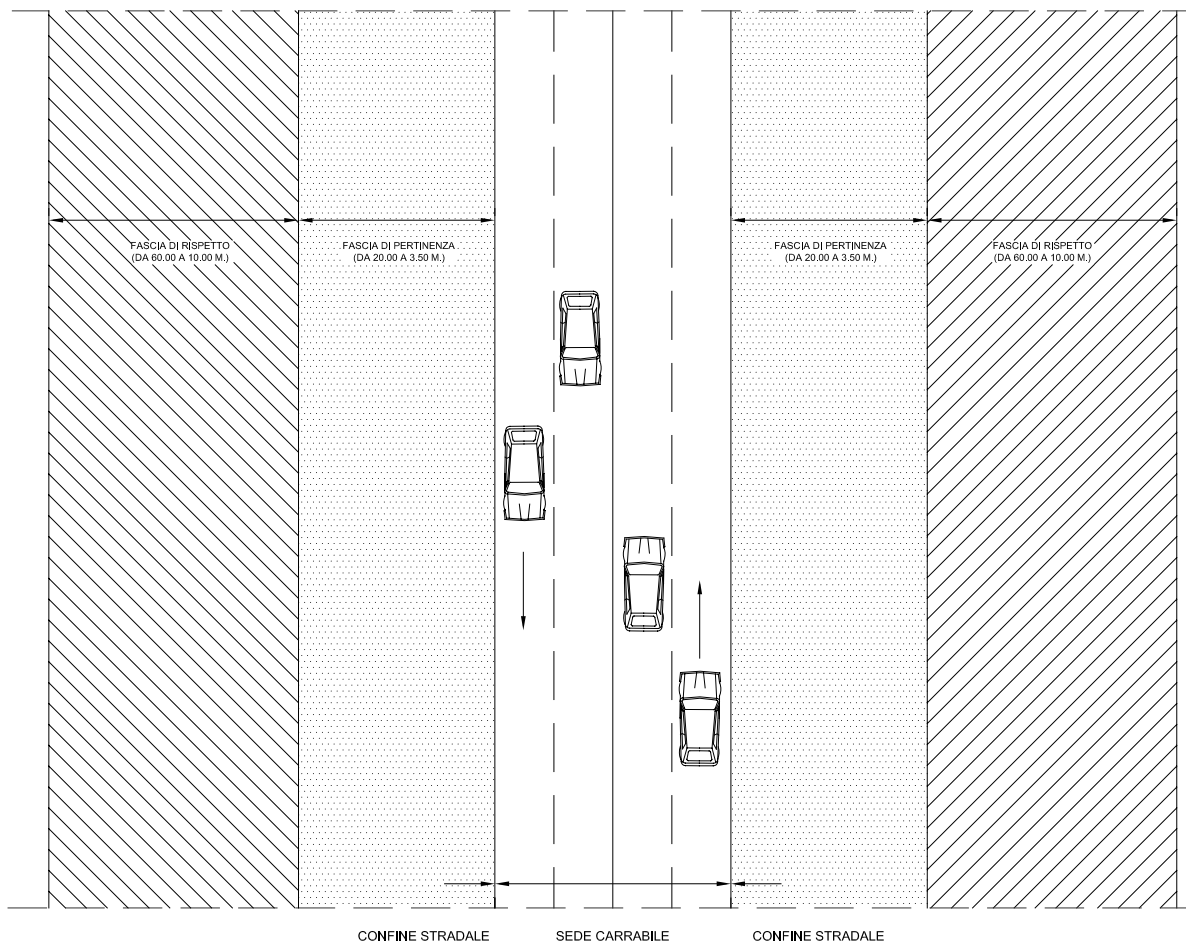 FASCIA DI RISPETTO
(DA 60.00 A 10.00 M.)
FASCIA DI PERTINENZA
(DA 20.00 A 3.50 M.)
FASCIA DI PERTINENZA
(DA 20.00 A 3.50 M.)
FASCIA DI RISPETTO
(DA 60.00 A 10.00 M.)
CONFINE STRADALE
SEDE CARRABILE
CONFINE STRADALE